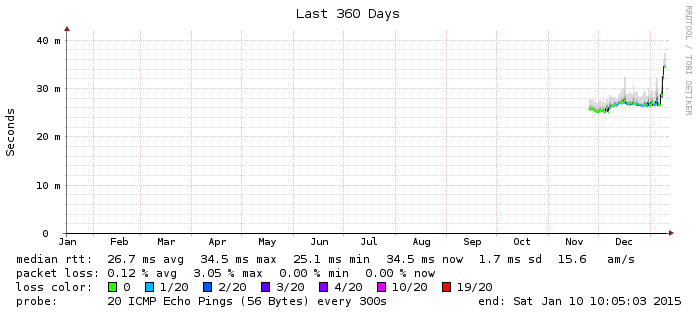 Last 360 Days
RRDTOOL / TOBI OETIKER
Seconds
40 m
30 m
20 m
10 m
0
Jan Feb Mar Apr May Jun Jul Aug Sep Oct Nov Dec
median rtt: 26.7 ms avg 34.5 ms max 25.1 ms min 34.5 ms now 1.7 ms sd 15.6 am/s
packet loss: 0.12 % avg 3.05 % max 0.00 % min 0.00 % now
loss color: 0 1/20 2/20 3/20 4/20 10/20 19/20
probe: 20 ICMP Echo Pings (56 Bytes) every 300s end: Sat Jan 10 10:05:03 2015